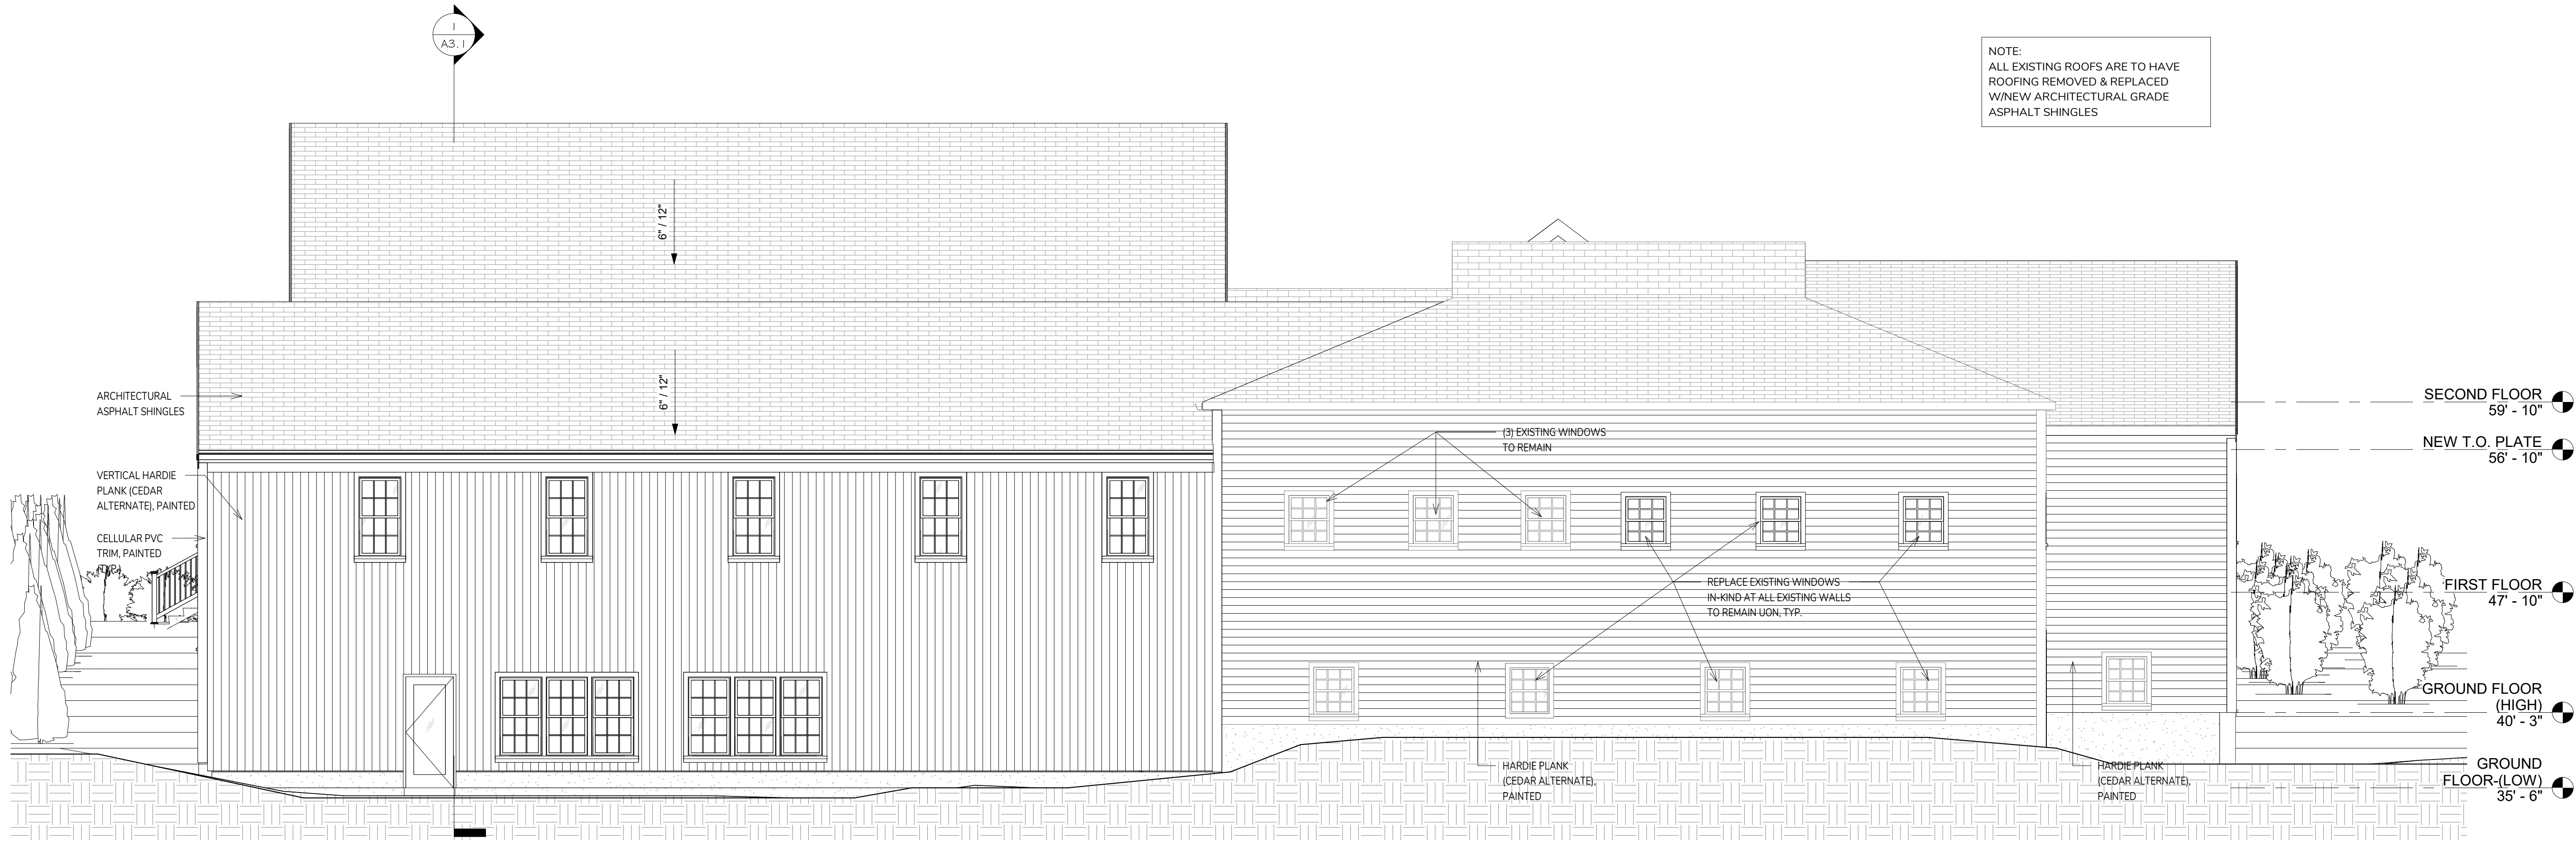 1
A3.1
NOTE:
ALL EXISTING ROOFS ARE TO HAVE
ROOFING REMOVED & REPLACED
W/NEW ARCHITECTURAL GRADE
ASPHALT SHINGLES
6" / 12"
6" / 12"
ARCHITECTURAL
ASPHALT SHINGLES
VERTICAL HARDIE
PLANK (CEDAR
ALTERNATE), PAINTED
CELLULAR PVC
TRIM, PAINTED
(TYP.)
(3) EXISTING WINDOWS
TO REMAIN
REPLACE EXISTING WINDOWS
IN-KIND AT ALL EXISTING WALLS
TO REMAIN UON, TYP.
HARDIE PLANK
(CEDAR ALTERNATE),
PAINTED
HARDIE PLANK
(CEDAR ALTERNATE),
PAINTED
SECOND FLOOR
59' - 10"
NEW T.O. PLATE
56' - 10"
FIRST FLOOR
47' - 10"
GROUND FLOOR
(HIGH)
40' - 3"
GROUND
FLOOR-(LOW)
35' - 6"